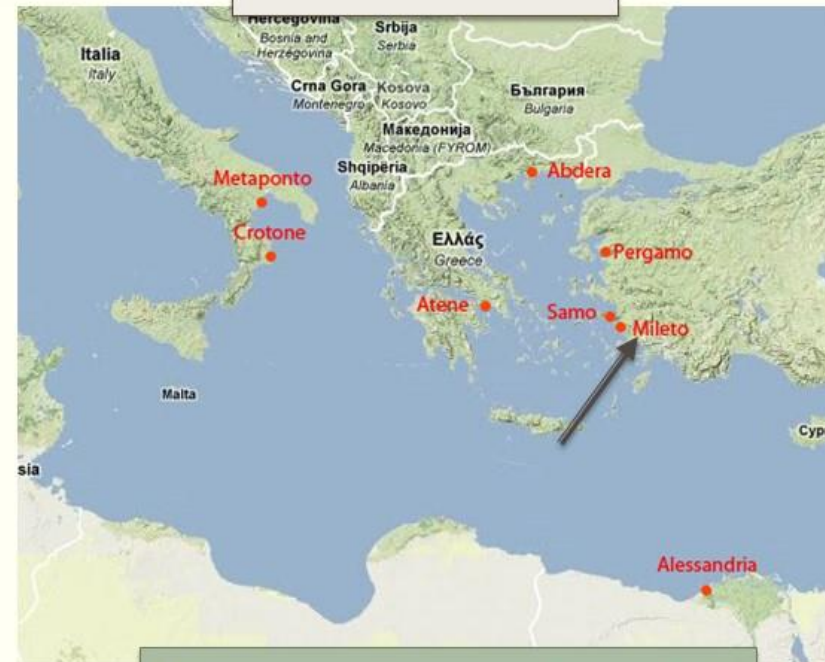 Hercegovina
Bosnia and
Herzegovina
Srbija
Serbia
Italia
Italy
Crna Gora
Montenegro
Kosova
Kosovo
България
Bulgaria
Македонија
Macedonia (FYROM)
Shqipëria
Albania
Metaponto
Abdera
Crotone
Ελλάς
Greece
Pergamo
Atene
Samo
Mileto
Malta
Cyp
sia
Alessandria